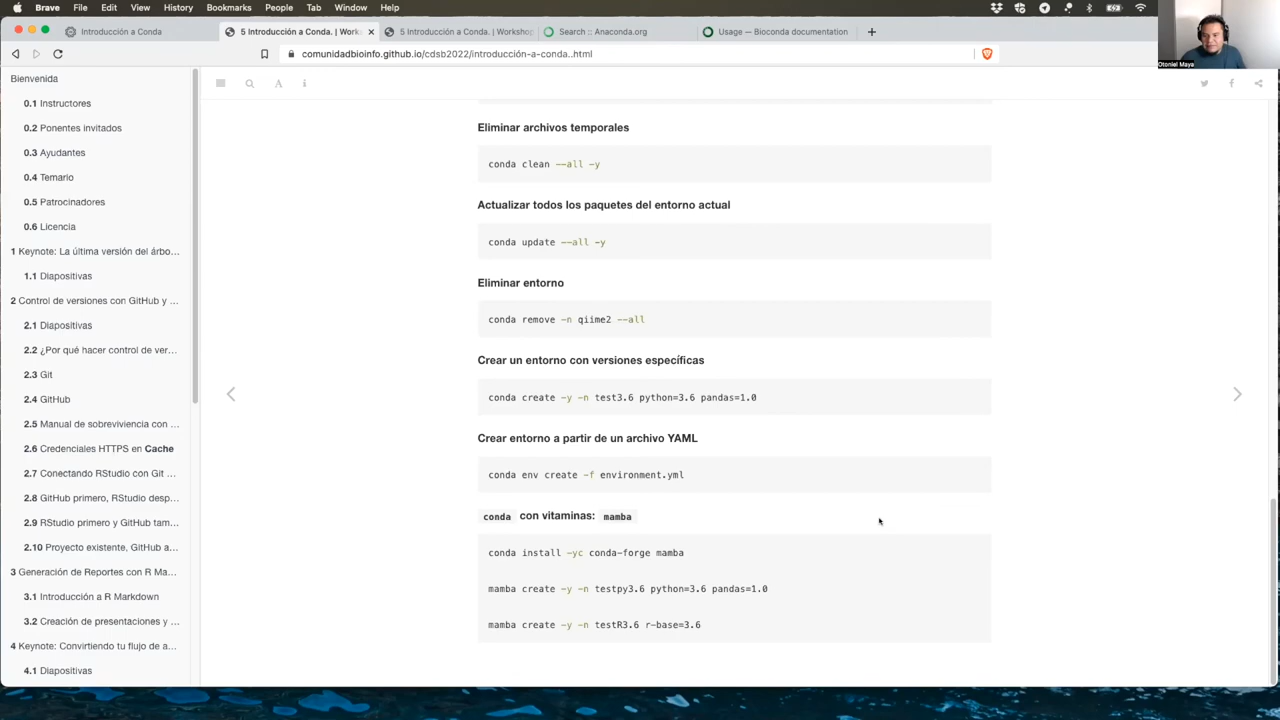 Brave File Edit View History Bookmarks People Tab Window Help
Introducción a Conda
5 Introducción a Conda. | Works
5 Introducción a Conda. | Workshop
Search :: Anaconda.org
Usage — Bioconda documentation
comunidadbioinfo.github.io/cdsb2022/introducción-a-conda..html
Otoniel Maya
Bienvenida
0.1 Instructores
0.2 Ponentes invitados
0.3 Ayudantes
0.4 Temario
0.5 Patrocinadores
0.6 Licencia
1 Keynote: La última versión del árbo...
1.1 Diapositivas
2 Control de versiones con GitHub y ...
2.1 Diapositivas
2.2 ¿Por qué hacer control de ver...
2.3 Git
2.4 GitHub
2.5 Manual de sobreviviencia con ...
2.6 Credenciales HTTPS en Cache
2.7 Conectando RStudio con Git ...
2.8 GitHub primero, RStudio desp...
2.9 RStudio primero y GitHub tam...
2.10 Proyecto existente, GitHub a...
3 Generación de Reportes con R Ma...
3.1 Introducción a R Markdown
3.2 Creación de presentaciones y ...
4 Keynote: Convirtiendo tu flujo de a...
4.1 Diapositivas
Eliminar archivos temporales
conda clean --all -y
Actualizar todos los paquetes del entorno actual
conda update --all -y
Eliminar entorno
conda remove -n qiime2 --all
Crear un entorno con versiones específicas
conda create -y -n test3.6 python=3.6 pandas=1.0
Crear entorno a partir de un archivo YAML
conda env create -f environment.yml
conda con vitaminas: mamba
conda install -yc conda-forge mamba
mamba create -y -n testpy3.6 python=3.6 pandas=1.0
mamba create -y -n testR3.6 r-base=3.6